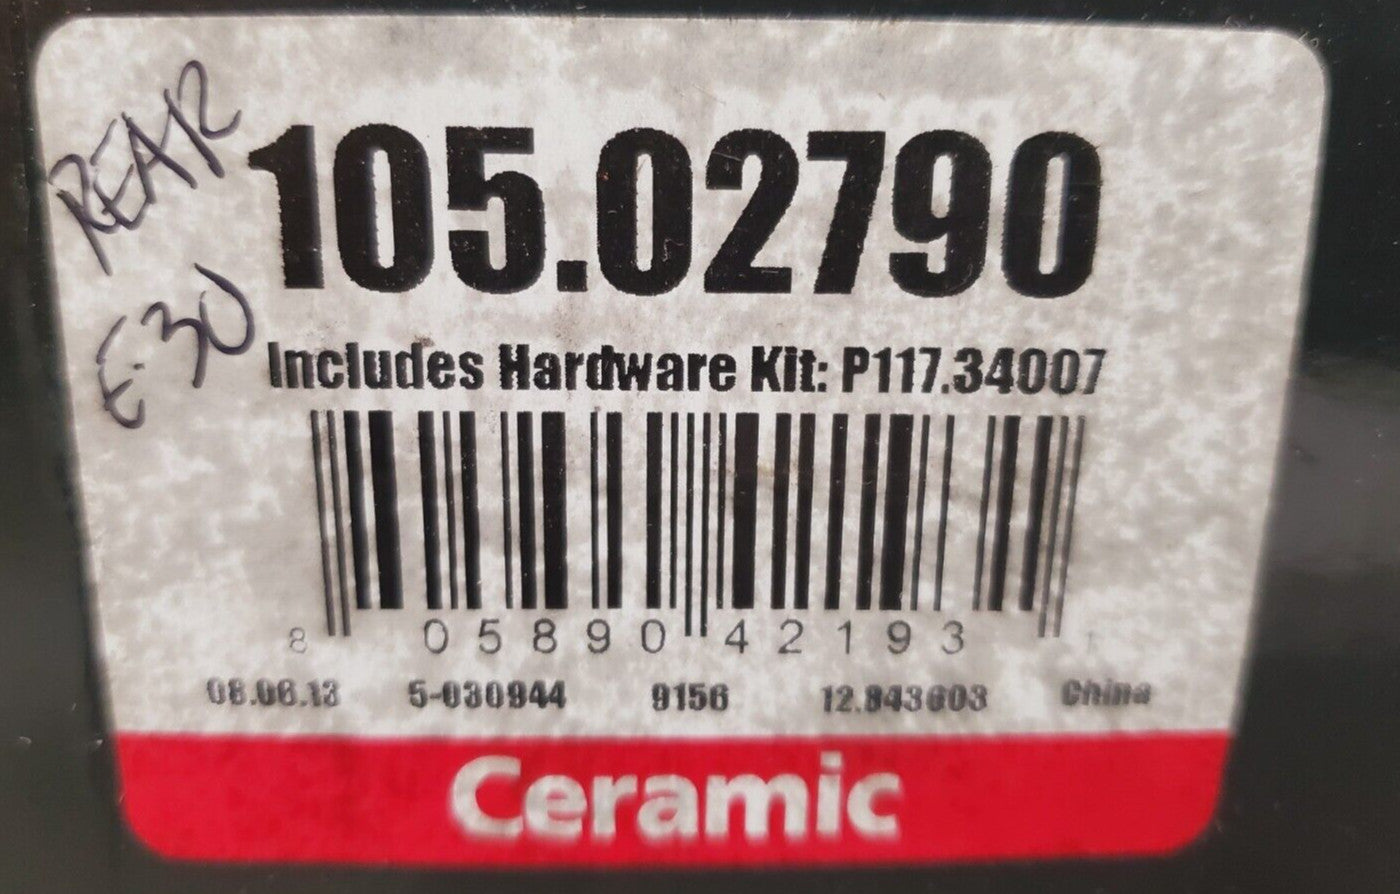 REAR
E-30
105.02790
Includes Hardware Kit: P117.34007
8 05890 42193 1
08.06.13 5-030944 9156 12.843603 China
Ceramic